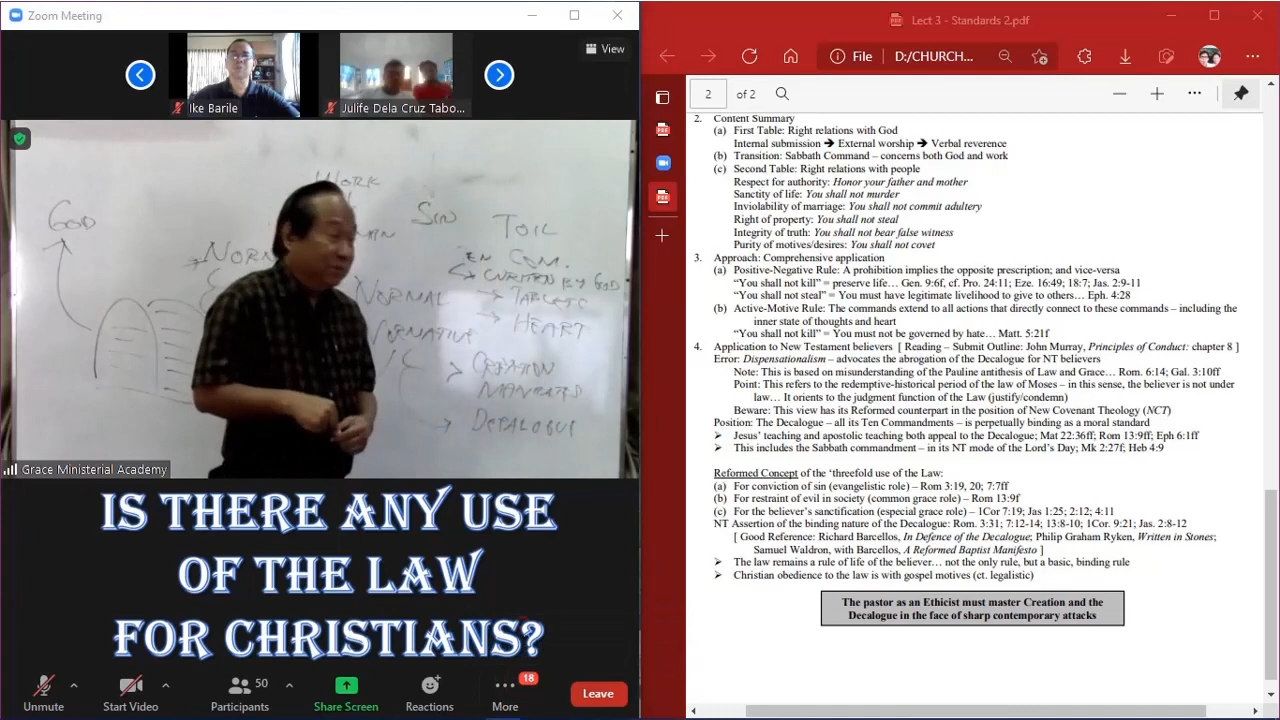 Zoom Meeting
View
Ike Barile
Julife Dela Cruz Tabo...
WORK
GOD
SIN
TOIL
NORM
10 COM.
WRITTEN BY GOD
TABLETS
HEART
CREATION
MANDATES
DECALOGUE
Grace Ministerial Academy
IS THERE ANY USE
OF THE LAW
FOR CHRISTIANS?
Unmute
Start Video
50
Participants
Share Screen
Reactions
18
More
Leave
Lect 3 - Standards 2.pdf
File
D:/CHURCH...
2 of 2
2. Content Summary
(a) First Table: Right relations with God
Internal submission ➔ External worship ➔ Verbal reverence
(b) Transition: Sabbath Command – concerns both God and work
(c) Second Table: Right relations with people
Respect for authority: Honor your father and mother
Sanctity of life: You shall not murder
Inviolability of marriage: You shall not commit adultery
Right of property: You shall not steal
Integrity of truth: You shall not bear false witness
Purity of motives/desires: You shall not covet
3. Approach: Comprehensive application
(a) Positive-Negative Rule: A prohibition implies the opposite prescription; and vice-versa
“You shall not kill” = preserve life… Gen. 9:6f, cf. Pro. 24:11; Eze. 16:49; 18:7; Jas. 2:9-11
“You shall not steal” = You must have legitimate livelihood to give to others… Eph. 4:28
(b) Active-Motive Rule: The commands extend to all actions that directly connect to these commands – including the
inner state of thoughts and heart
“You shall not kill” = You must not be governed by hate… Matt. 5:21f
4. Application to New Testament believers [ Reading – Submit Outline: John Murray, Principles of Conduct: chapter 8 ]
Error: Dispensationalism – advocates the abrogation of the Decalogue for NT believers
Note: This is based on misunderstanding of the Pauline antithesis of Law and Grace… Rom. 6:14; Gal. 3:10ff
Point: This refers to the redemptive-historical period of the law of Moses – in this sense, the believer is not under
law… It orients to the judgment function of the Law (justify/condemn)
Beware: This view has its Reformed counterpart in the position of New Covenant Theology (NCT)
Position: The Decalogue – all its Ten Commandments – is perpetually binding as a moral standard
➢ Jesus’ teaching and apostolic teaching both appeal to the Decalogue; Mat 22:36ff; Rom 13:9ff; Eph 6:1ff
➢ This includes the Sabbath commandment – in its NT mode of the Lord’s Day; Mk 2:27f; Heb 4:9
Reformed Concept of the ‘threefold use of the Law:
(a) For conviction of sin (evangelistic role) – Rom 3:19, 20; 7:7ff
(b) For restraint of evil in society (common grace role) – Rom 13:9f
(c) For the believer’s sanctification (especial grace role) – 1Cor 7:19; Jas 1:25; 2:12; 4:11
NT Assertion of the binding nature of the Decalogue: Rom. 3:31; 7:12-14; 13:8-10; 1Cor. 9:21; Jas. 2:8-12
[ Good Reference: Richard Barcellos, In Defence of the Decalogue; Philip Graham Ryken, Written in Stones;
Samuel Waldron, with Barcellos, A Reformed Baptist Manifesto ]
➢ The law remains a rule of life of the believer… not the only rule, but a basic, binding rule
➢ Christian obedience to the law is with gospel motives (ct. legalistic)
The pastor as an Ethicist must master Creation and the
Decalogue in the face of sharp contemporary attacks